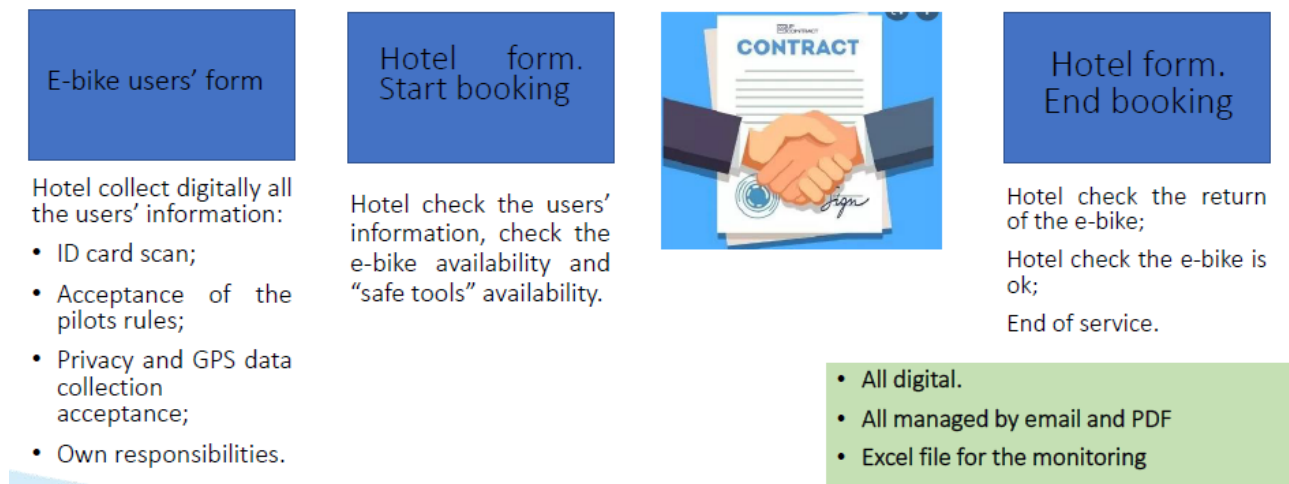 E-bike users’ form
Hotel collect digitally all
the users’ information:
• ID card scan;
• Acceptance of the
pilots rules;
• Privacy and GPS data
collection
acceptance;
• Own responsibilities.
Hotel form.
Start booking
Hotel check the users’
information, check the
e-bike availability and
“safe tools” availability.
CONTRACT
CONTRACT
Sign
Hotel form.
End booking
Hotel check the return
of the e-bike;
Hotel check the e-bike is
ok;
End of service.
• All digital.
• All managed by email and PDF
• Excel file for the monitoring